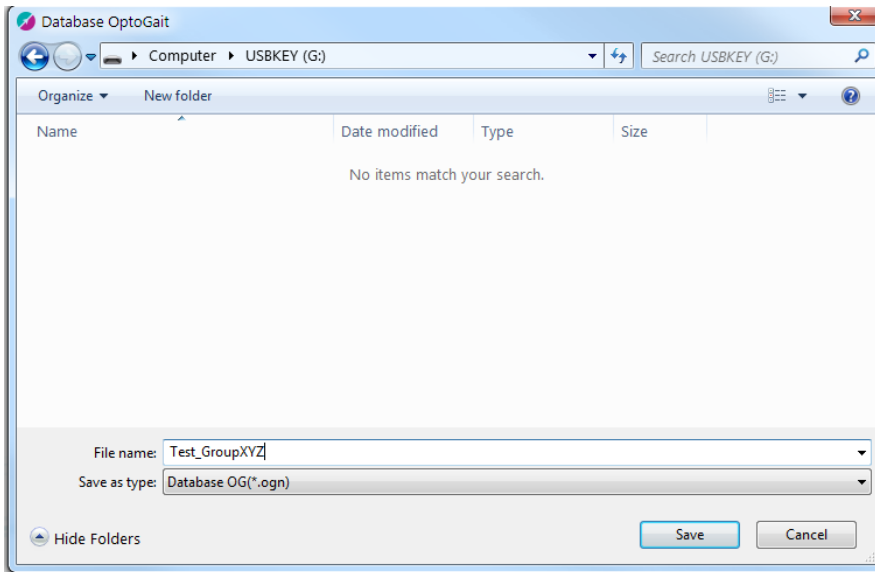 Database OptoGait
Computer USBKEY (G:) Search USBKEY (G:)
Organize New folder
Name Date modified Type Size
No items match your search.
File name: Test_GroupXYZ
Save as type: Database OG(*.ogn)
Hide Folders Save Cancel